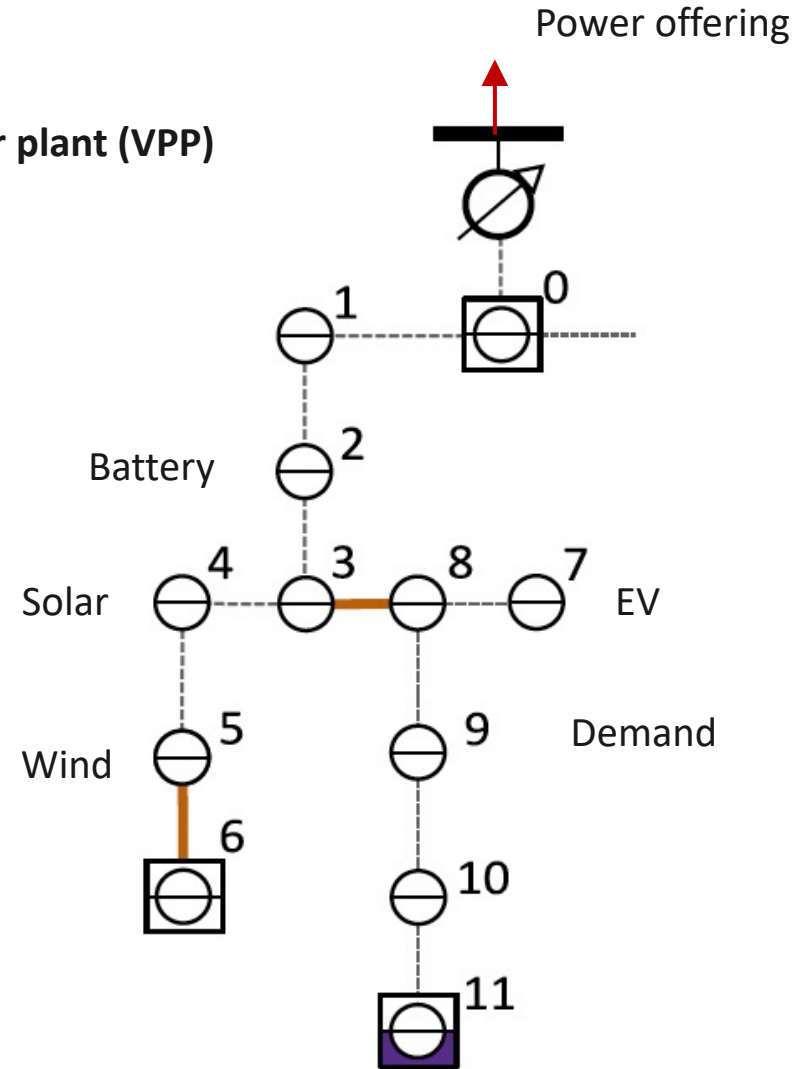 Power offering
r plant (VPP)
0
1
2
Battery
4
3
8
7
Solar
EV
5
9
Demand
Wind
6
10
11